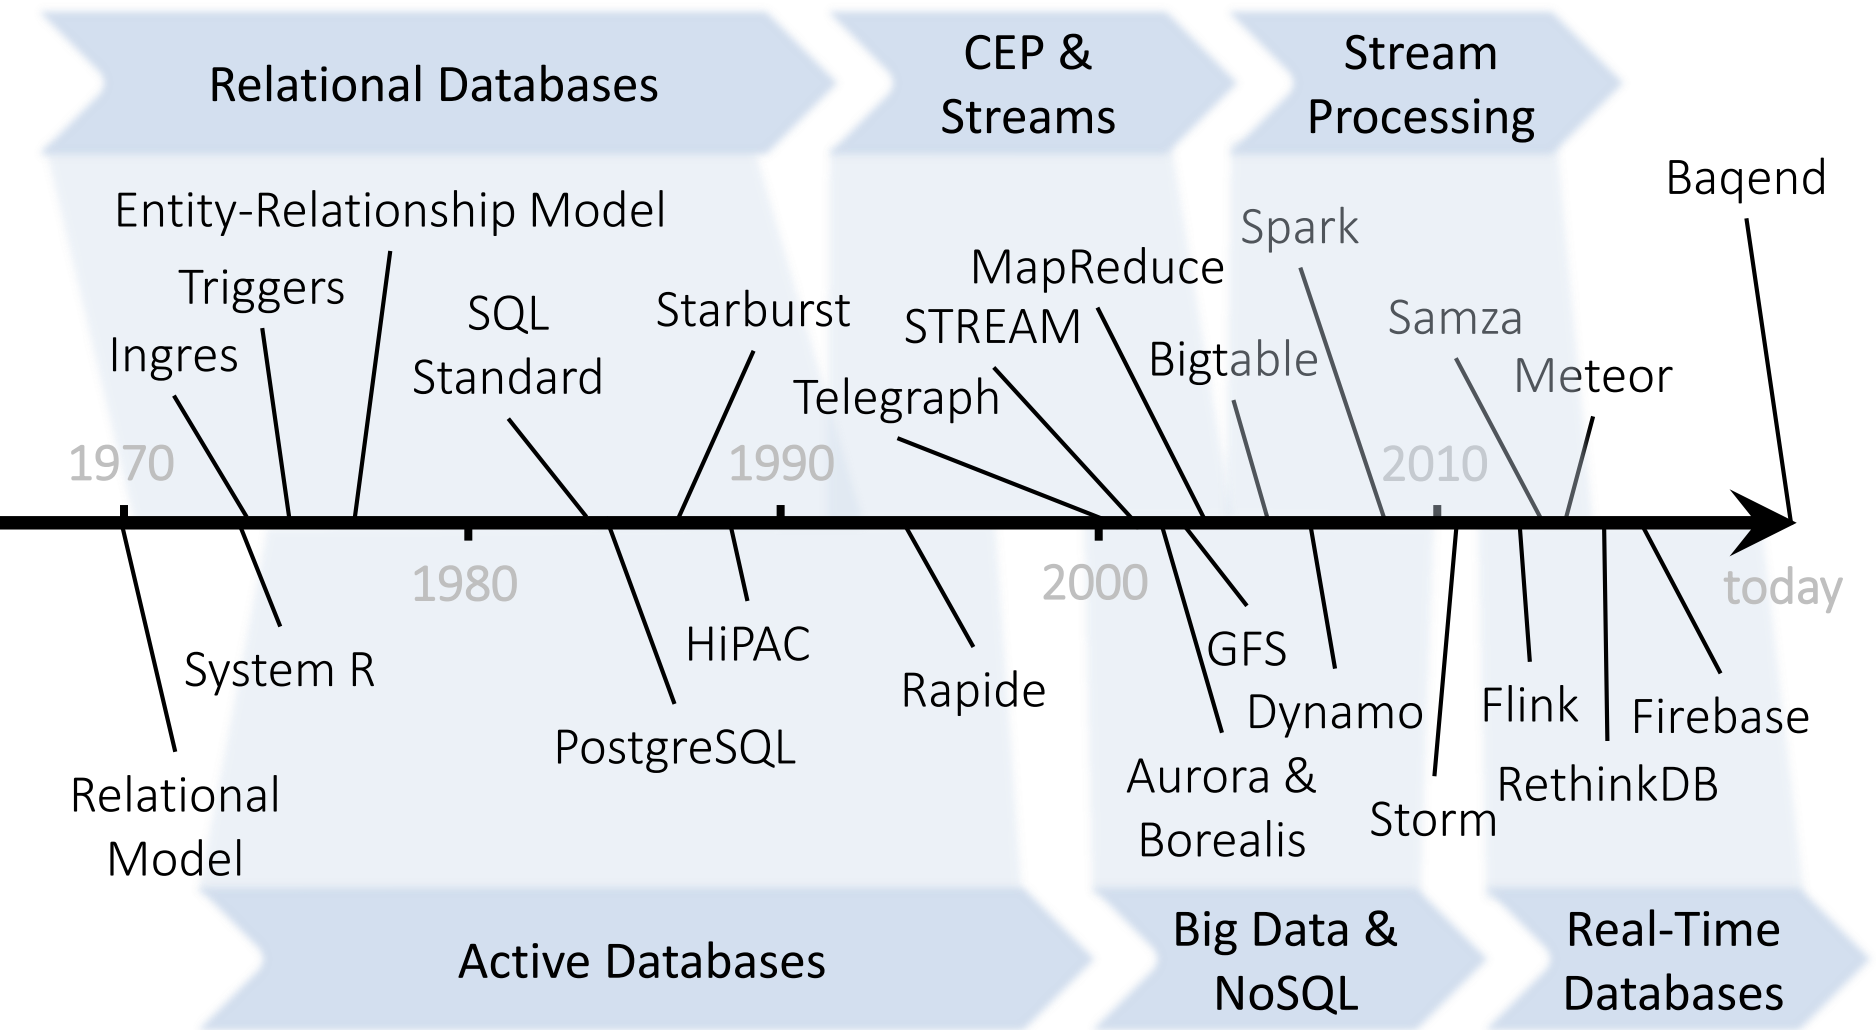 Relational Databases
CEP &
Streams
Stream
Processing
Baqend
Entity-Relationship Model
Spark
MapReduce
Triggers
SQL
Standard
Starburst
STREAM
Samza
Ingres
Bigtable
Meteor
Telegraph
1970
1990
2010
1980
2000
today
System R
HiPAC
GFS
Rapide
Dynamo
Flink
Firebase
PostgreSQL
Relational
Model
Aurora &
Borealis
RethinkDB
Storm
Active Databases
Big Data &
NoSQL
Real-Time
Databases